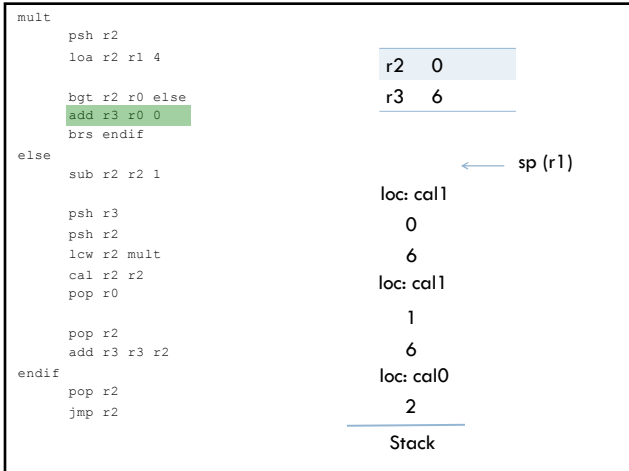 mult
psh r2
loa r2 r1 4
bgt r2 r0 else
add r3 r0 0
brs endif
else
sub r2 r2 1
psh r3
psh r2
lcw r2 mult
cal r2 r2
pop r0
pop r2
add r3 r3 r2
endif
pop r2
jmp r2
r2 0
r3 6
sp (r1)
loc: cal1
0
6
loc: cal1
1
6
loc: cal0
2
Stack